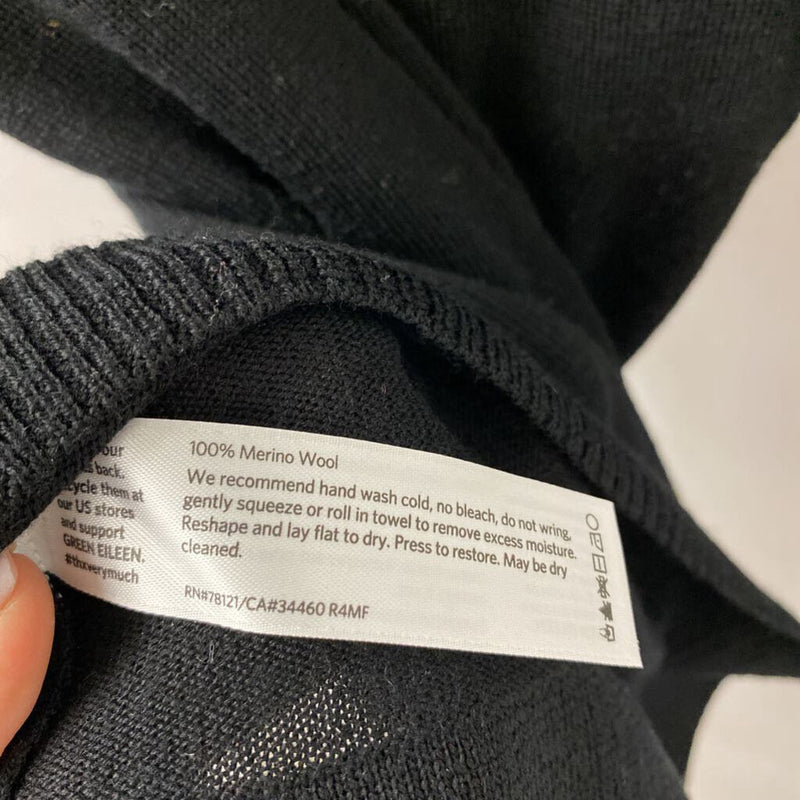 your
back.
cycle them at
our US stores
and support
GREEN EILEEN.
#thxverymuch
100% Merino Wool
We recommend hand wash cold, no bleach, do not wring,
gently squeeze or roll in towel to remove excess moisture.
Reshape and lay flat to dry. Press to restore. May be dry
cleaned.
RN#78121/CA#34460 R4MF